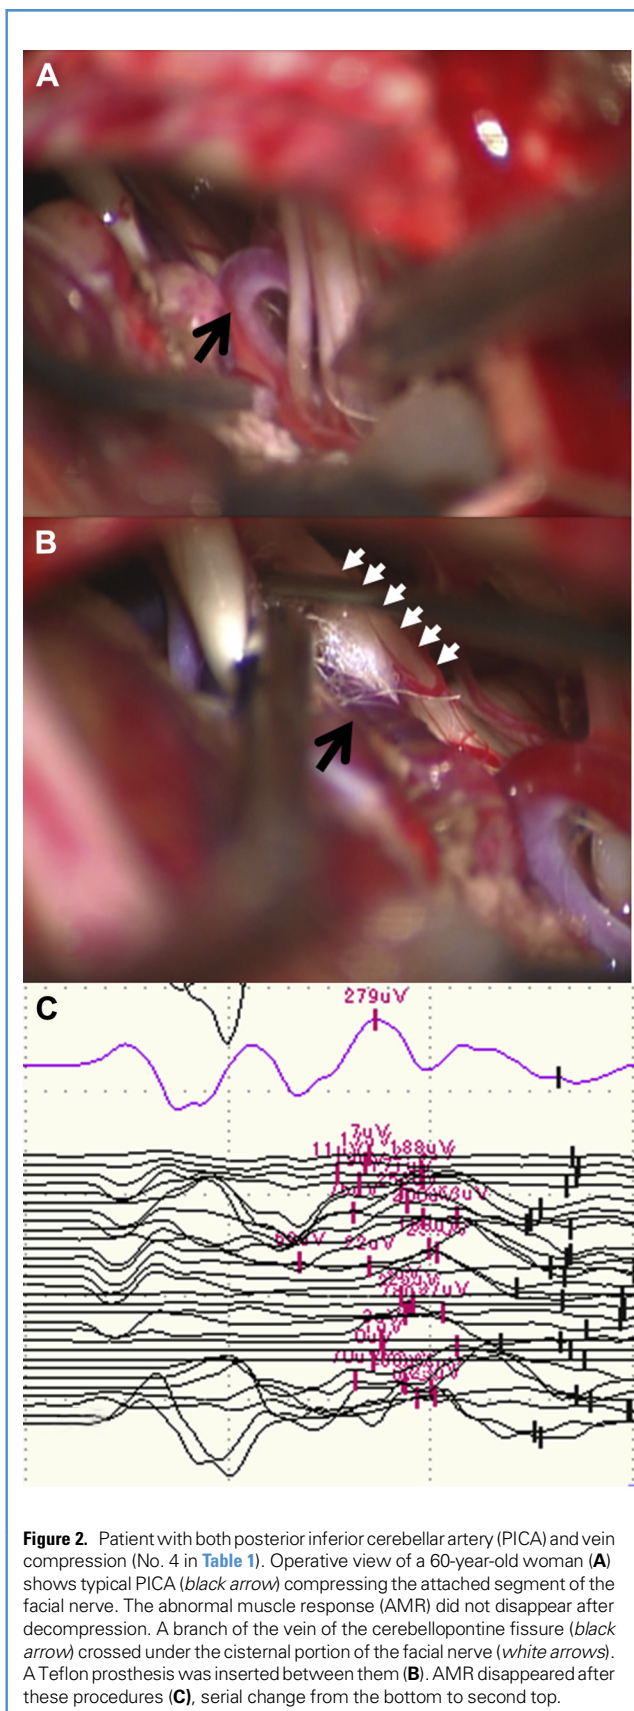 A
B
C
279uV
17uV
188uV
22uV
Figure 2. Patient with both posterior inferior cerebellar artery (PICA) and vein
compression (No. 4 in Table 1). Operative view of a 60-year-old woman (A)
shows typical PICA (black arrow) compressing the attached segment of the
facial nerve. The abnormal muscle response (AMR) did not disappear after
decompression. A branch of the vein of the cerebellopontine fissure (black
arrow) crossed under the cisternal portion of the facial nerve (white arrows).
A Teflon prosthesis was inserted between them (B). AMR disappeared after
these procedures (C), serial change from the bottom to second top.